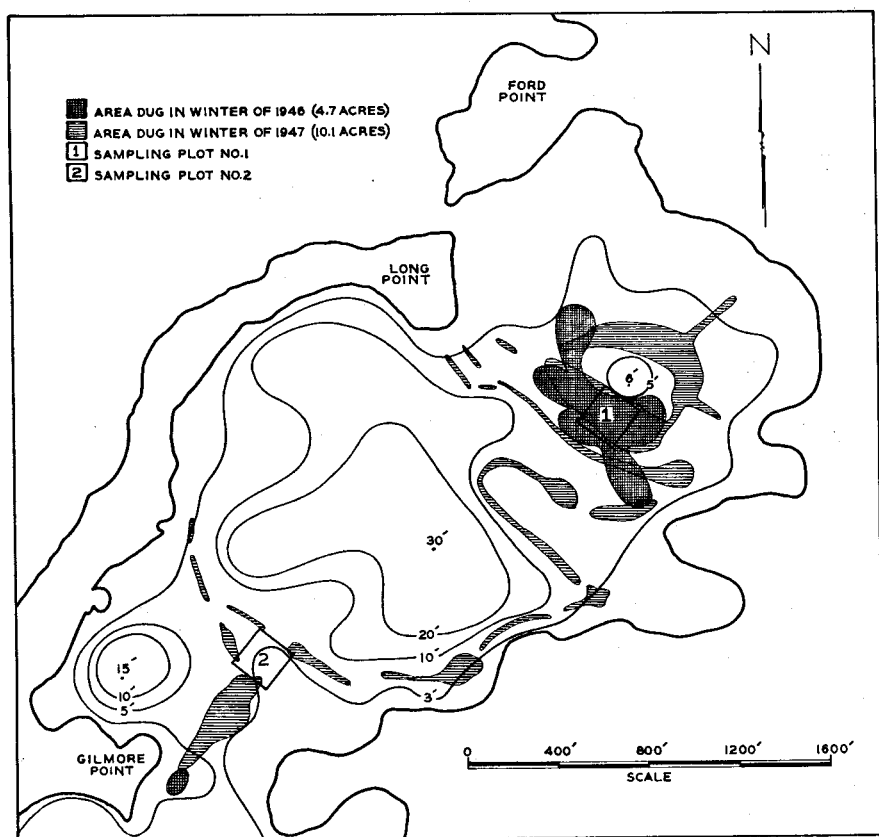 N
FORD
POINT
AREA DUG IN WINTER OF 1946 (4.7 ACRES)
AREA DUG IN WINTER OF 1947 (10.1 ACRES)
1 SAMPLING PLOT NO.1
2 SAMPLING PLOT NO.2
LONG
POINT
6' 5'
1
30'
20'
10'
3'
2
15'
10'
5'
GILMORE
POINT
0 400' 800' 1200' 1600'
SCALE